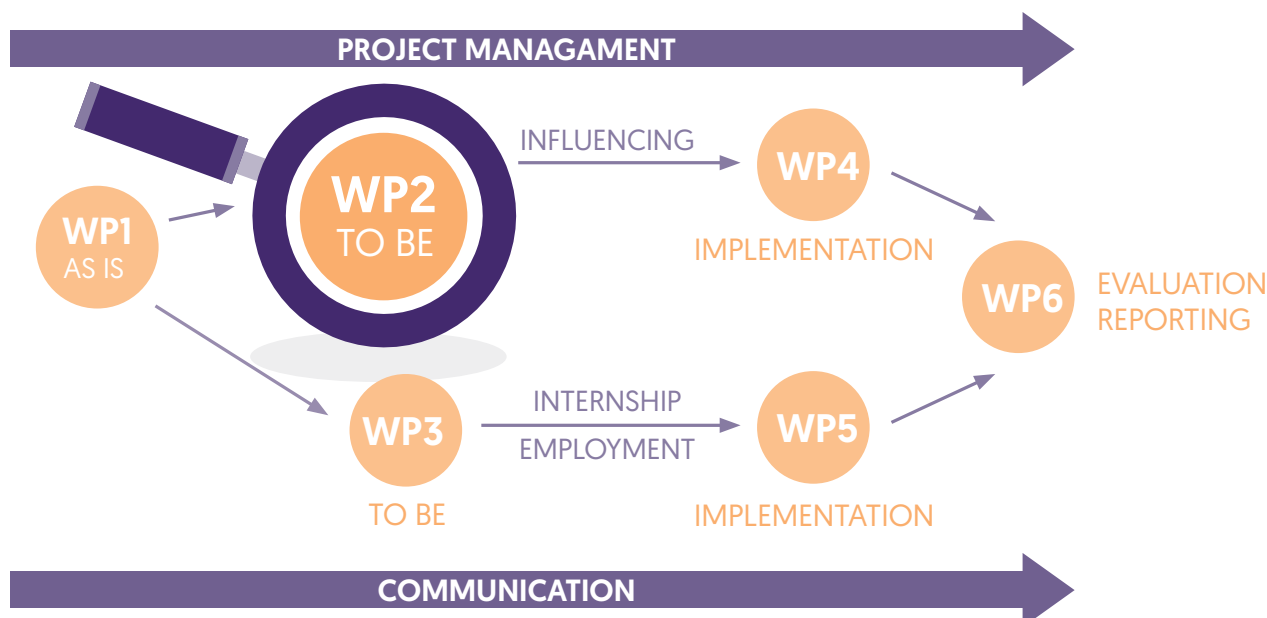 PROJECT MANAGAMENT
WP1
AS IS
WP2
TO BE
INFLUENCING
WP4
IMPLEMENTATION
WP3
TO BE
INTERNSHIP
EMPLOYMENT
WP5
IMPLEMENTATION
WP6
EVALUATION
REPORTING
COMMUNICATION